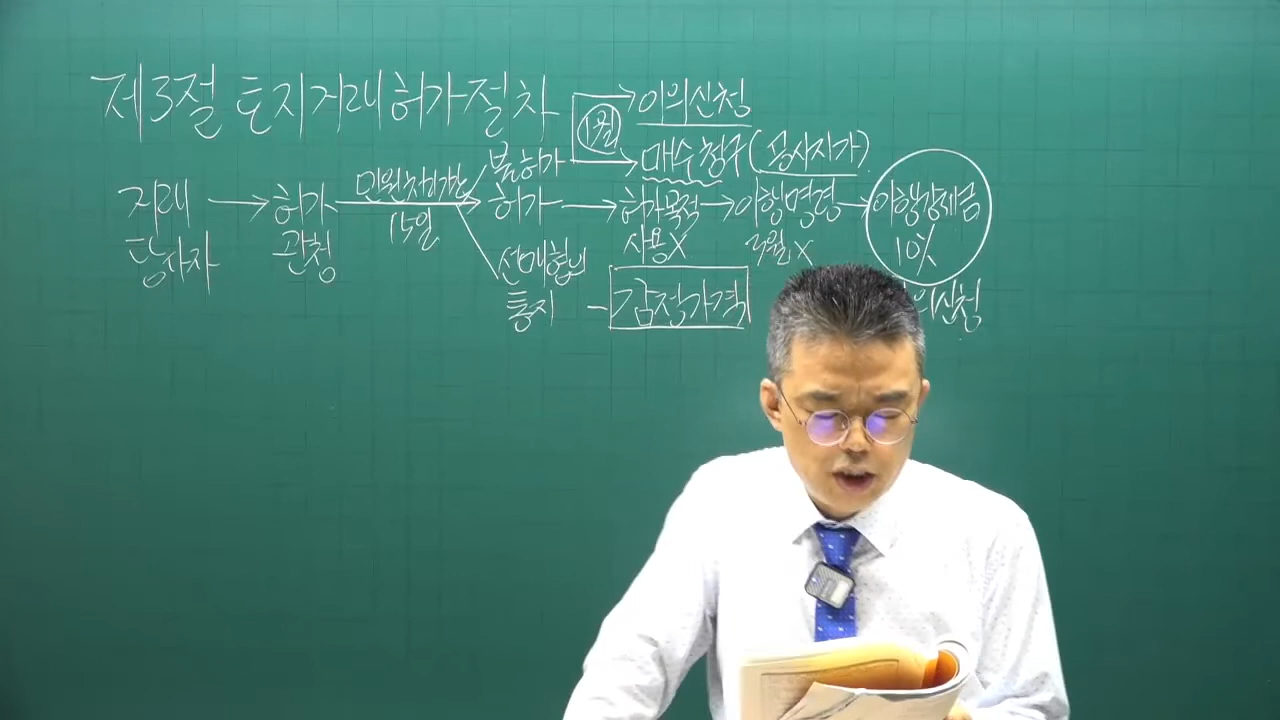 제3절 토지거래허가절차
1월
이의신청
불허가
매수청구(공시지가)
거래 당사자
허가 관청
민원처리기간
15일
허가
허가목적 사용X
이행명령 3월X
이행강제금 10%
선매협의 통지
감정가격
의신청